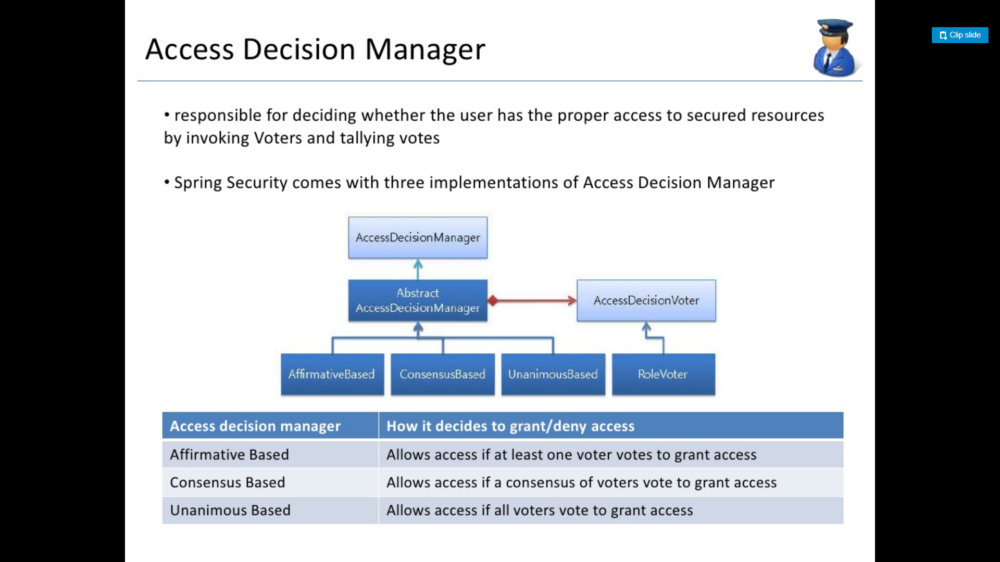 Access Decision Manager
Clip slide
• responsible for deciding whether the user has the proper access to secured resources
by invoking Voters and tallying votes
• Spring Security comes with three implementations of Access Decision Manager
AccessDecisionManager
Abstract
AccessDecisionManager
AccessDecisionVoter
AffirmativeBased
ConsensusBased
UnanimousBased
RoleVoter
Access decision manager
How it decides to grant/deny access
Affirmative Based
Allows access if at least one voter votes to grant access
Consensus Based
Allows access if a consensus of voters vote to grant access
Unanimous Based
Allows access if all voters vote to grant access